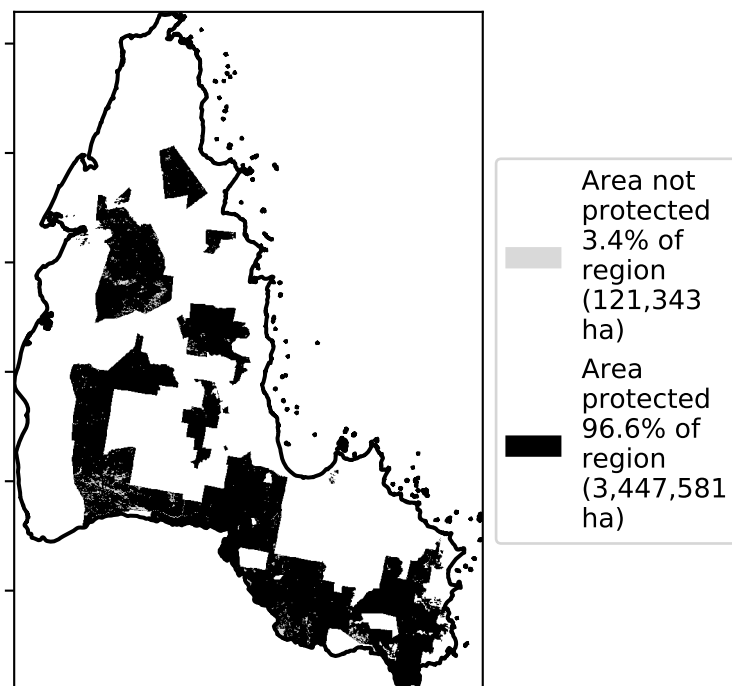 Area not
protected
3.4% of
region
(121,343
ha)
Area
protected
96.6% of
region
(3,447,581
ha)